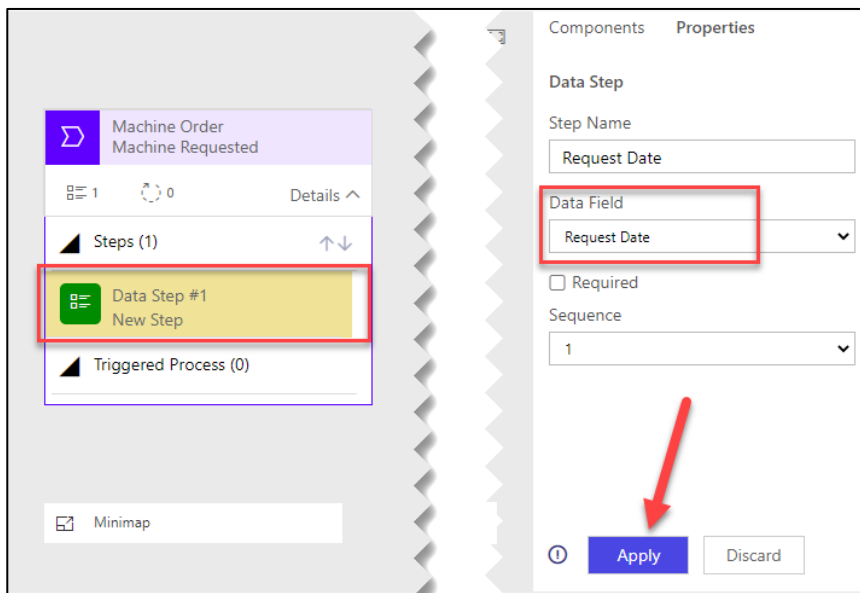 Machine Order
Machine Requested
1
0
Details
Steps (1)
Data Step #1
New Step
Triggered Process (0)
Minimap
Components
Properties
Data Step
Step Name
Request Date
Data Field
Request Date
Required
Sequence
1
Apply
Discard